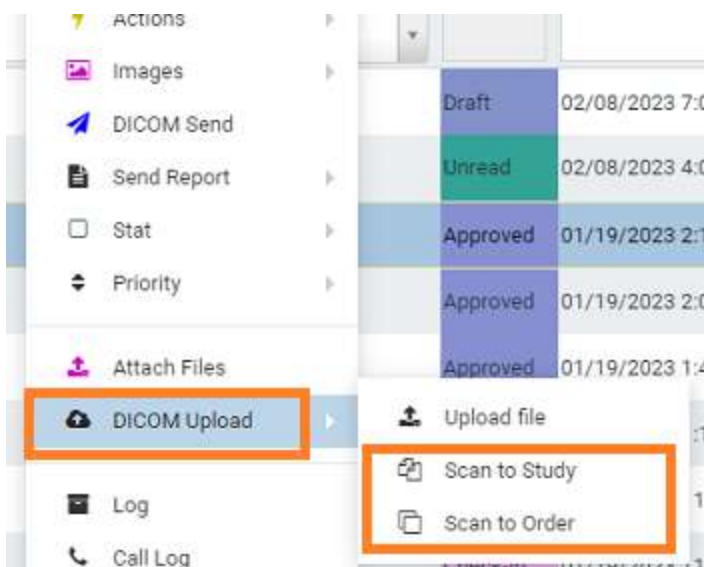 Actions
Images
DICOM Send
Draft 02/08/2023 7:0
Send Report
Unread 02/08/2023 4:0
Stat
Approved 01/19/2023 2:1
Priority
Approved 01/19/2023 2:0
Attach Files
Approved 01/19/2023 1:4
DICOM Upload
Upload file
Scan to Study
Log
Scan to Order
Call Log